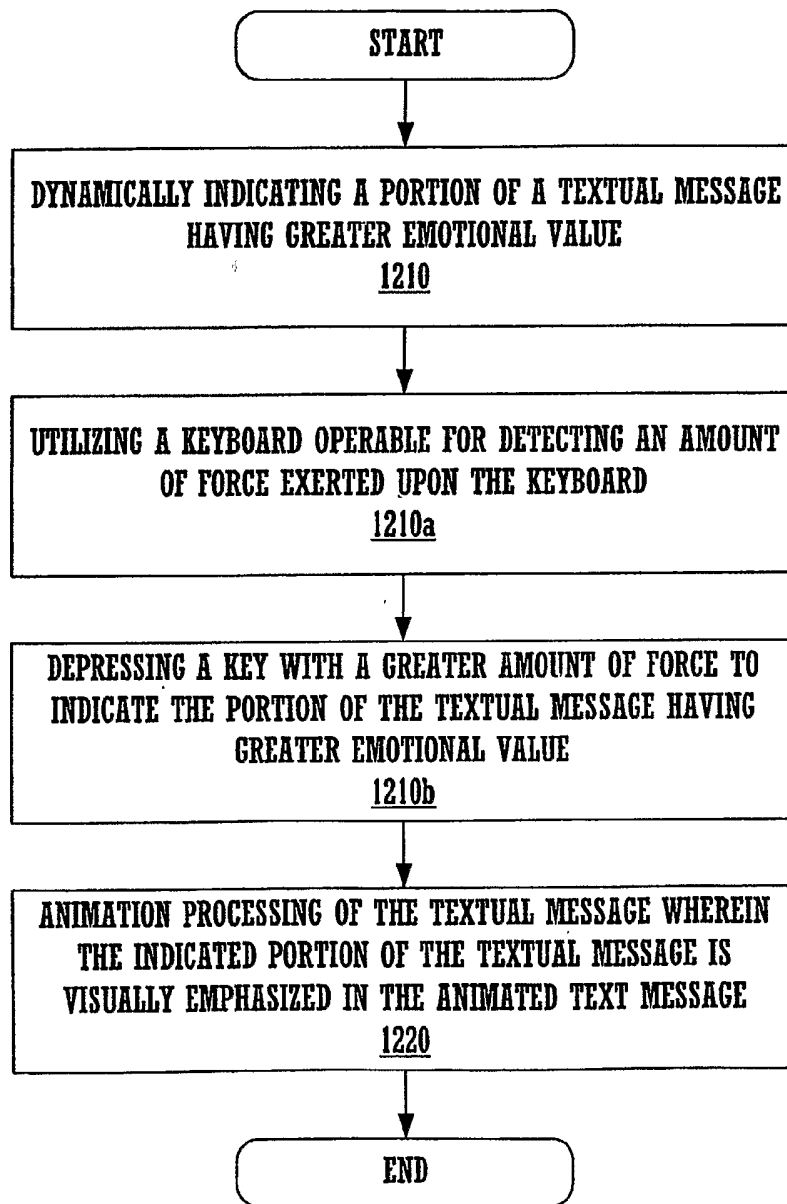 START
DYNAMICALLY INDICATING A PORTION OF A TEXTUAL MESSAGE
HAVING GREATER EMOTIONAL VALUE
1210
UTILIZING A KEYBOARD OPERABLE FOR DETECTING AN AMOUNT
OF FORCE EXERTED UPON THE KEYBOARD
1210a
DEPRESSING A KEY WITH A GREATER AMOUNT OF FORCE TO
INDICATE THE PORTION OF THE TEXTUAL MESSAGE HAVING
GREATER EMOTIONAL VALUE
1210b
ANIMATION PROCESSING OF THE TEXTUAL MESSAGE WHEREIN
THE INDICATED PORTION OF THE TEXTUAL MESSAGE IS
VISUALLY EMPHASIZED IN THE ANIMATED TEXT MESSAGE
1220
END